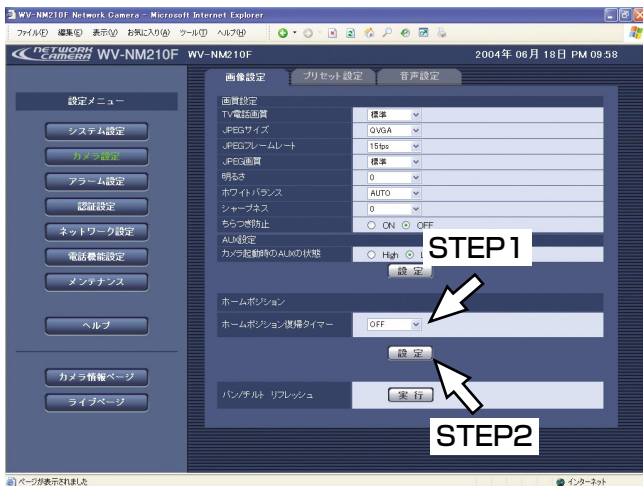 WV-NM210F Network Camera - Microsoft Internet Explorer
ファイル(F) 編集(E) 表示(V) お気に入り(A) ツール(T) ヘルプ(H)
NETWORK CAMERA WV-NM210F WV-NM210F 2004年 06月 18日 PM 09:58
画像設定 プリセット設定 音声設定
設定メニュー
システム設定
カメラ設定
アラーム設定
認証設定
ネットワーク設定
電話機能設定
メンテナンス
ヘルプ
カメラ情報ページ
ライブページ
画質設定
TV電話画質 標準
JPEGサイズ QVGA
JPEGフレームレート 15fps
JPEG画質 標準
明るさ 0
ホワイトバランス AUTO
シャープネス 0
ちらつき防止 ON OFF
AUX設定
カメラ起動時のAUXの状態 High
設 定
STEP1
ホームポジション
ホームポジション復帰タイマー OFF
設 定
パン/チルト リフレッシュ 実 行
STEP2
ページが表示されました インターネット